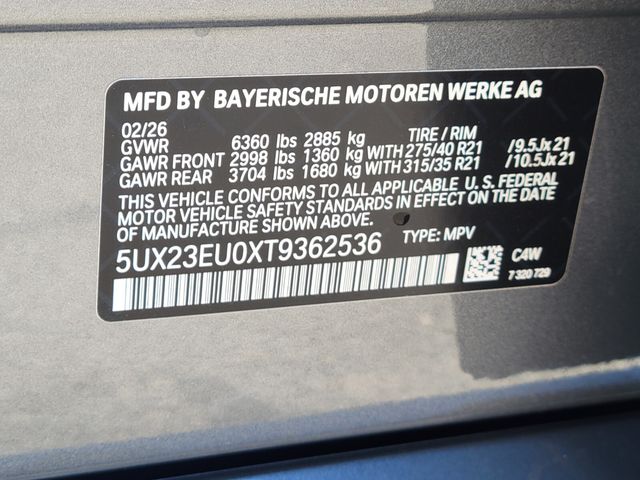 MFD BY BAYERISCHE MOTOREN WERKE AG
02/26 TIRE / RIM
GVWR 6360 lbs 2885 kg
GAWR FRONT 2998 lbs 1360 kg WITH 275/40 R21 /9.5Jx21
GAWR REAR 3704 lbs 1680 kg WITH 315/35 R21 /10.5Jx21
THIS VEHICLE CONFORMS TO ALL APPLICABLE U. S. FEDERAL
MOTOR VEHICLE SAFETY STANDARDS IN EFFECT ON THE DATE
OF MANUFACTURE SHOWN ABOVE.
5UX23EU0XT9362536 TYPE: MPV
C4W
7 320 729